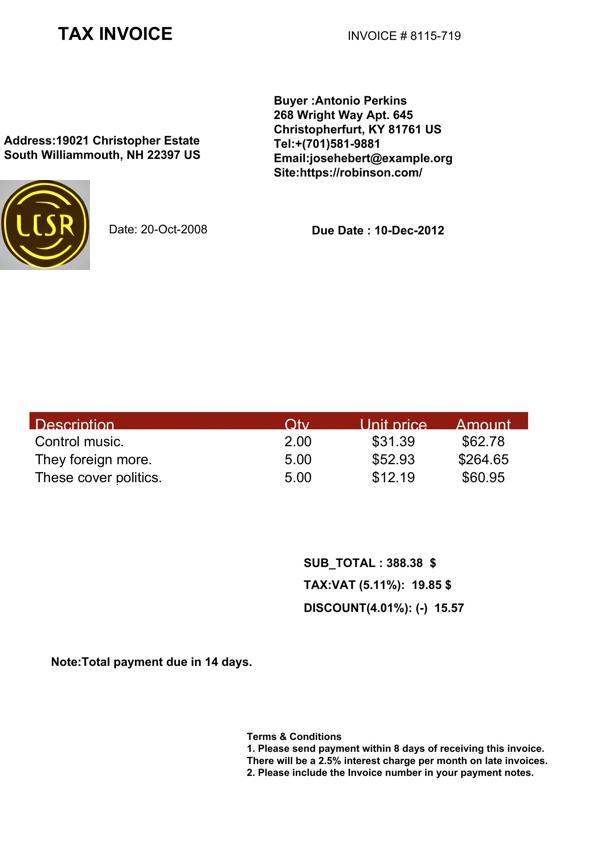 TAX INVOICE
INVOICE # 8115-719
Buyer :Antonio Perkins
268 Wright Way Apt. 645
Christopherfurt, KY 81761 US
Tel:+(701)581-9881
Email:josehebert@example.org
Site:https://robinson.com/
Address:19021 Christopher Estate
South Williammouth, NH 22397 US
LCSR
Date: 20-Oct-2008
Due Date : 10-Dec-2012
Description Qty Unit price Amount
Control music. 2.00 $31.39 $62.78
They foreign more. 5.00 $52.93 $264.65
These cover politics. 5.00 $12.19 $60.95
SUB_TOTAL : 388.38 $
TAX:VAT (5.11%): 19.85 $
DISCOUNT(4.01%): (-) 15.57
Note:Total payment due in 14 days.
Terms & Conditions
1. Please send payment within 8 days of receiving this invoice.
There will be a 2.5% interest charge per month on late invoices.
2. Please include the Invoice number in your payment notes.